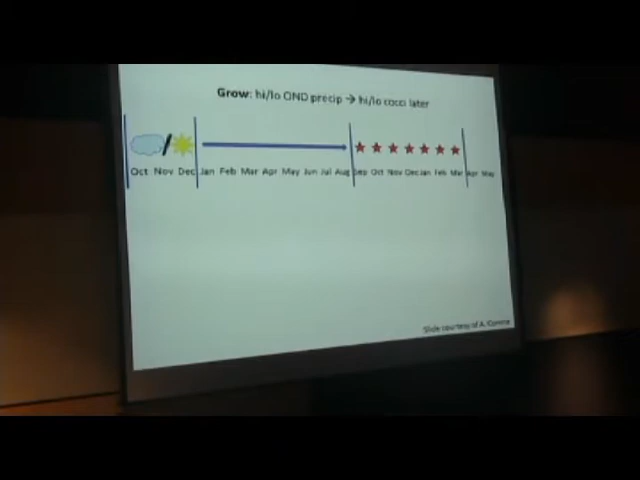 Grow: hi/lo OND precip → hi/lo cocci later
Oct Nov Dec Jan Feb Mar Apr May Jun Jul Aug Sep Oct Nov Dec Jan Feb Mar Apr May
Slide courtesy of A.